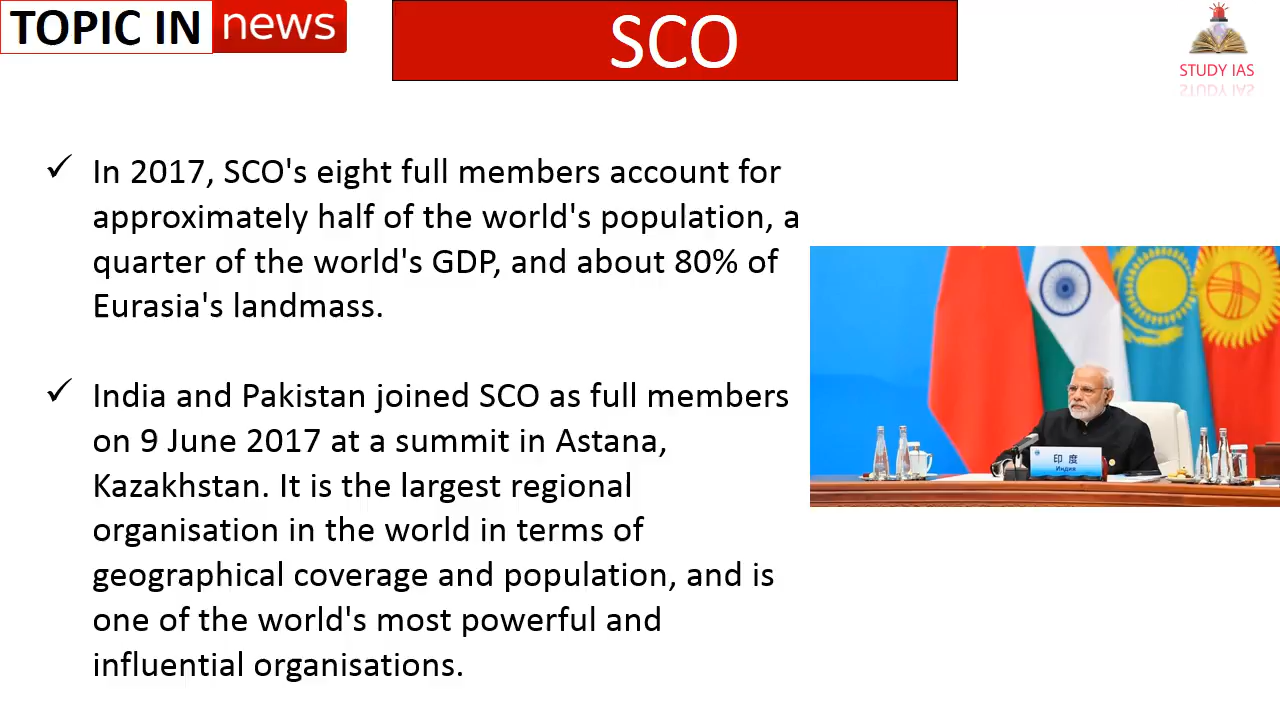 TOPIC IN news
SCO
STUDY IAS
✓ In 2017, SCO's eight full members account for
approximately half of the world's population, a
quarter of the world's GDP, and about 80% of
Eurasia's landmass.
✓ India and Pakistan joined SCO as full members
on 9 June 2017 at a summit in Astana,
Kazakhstan. It is the largest regional
organisation in the world in terms of
geographical coverage and population, and is
one of the world's most powerful and
influential organisations.
印 度
Индия